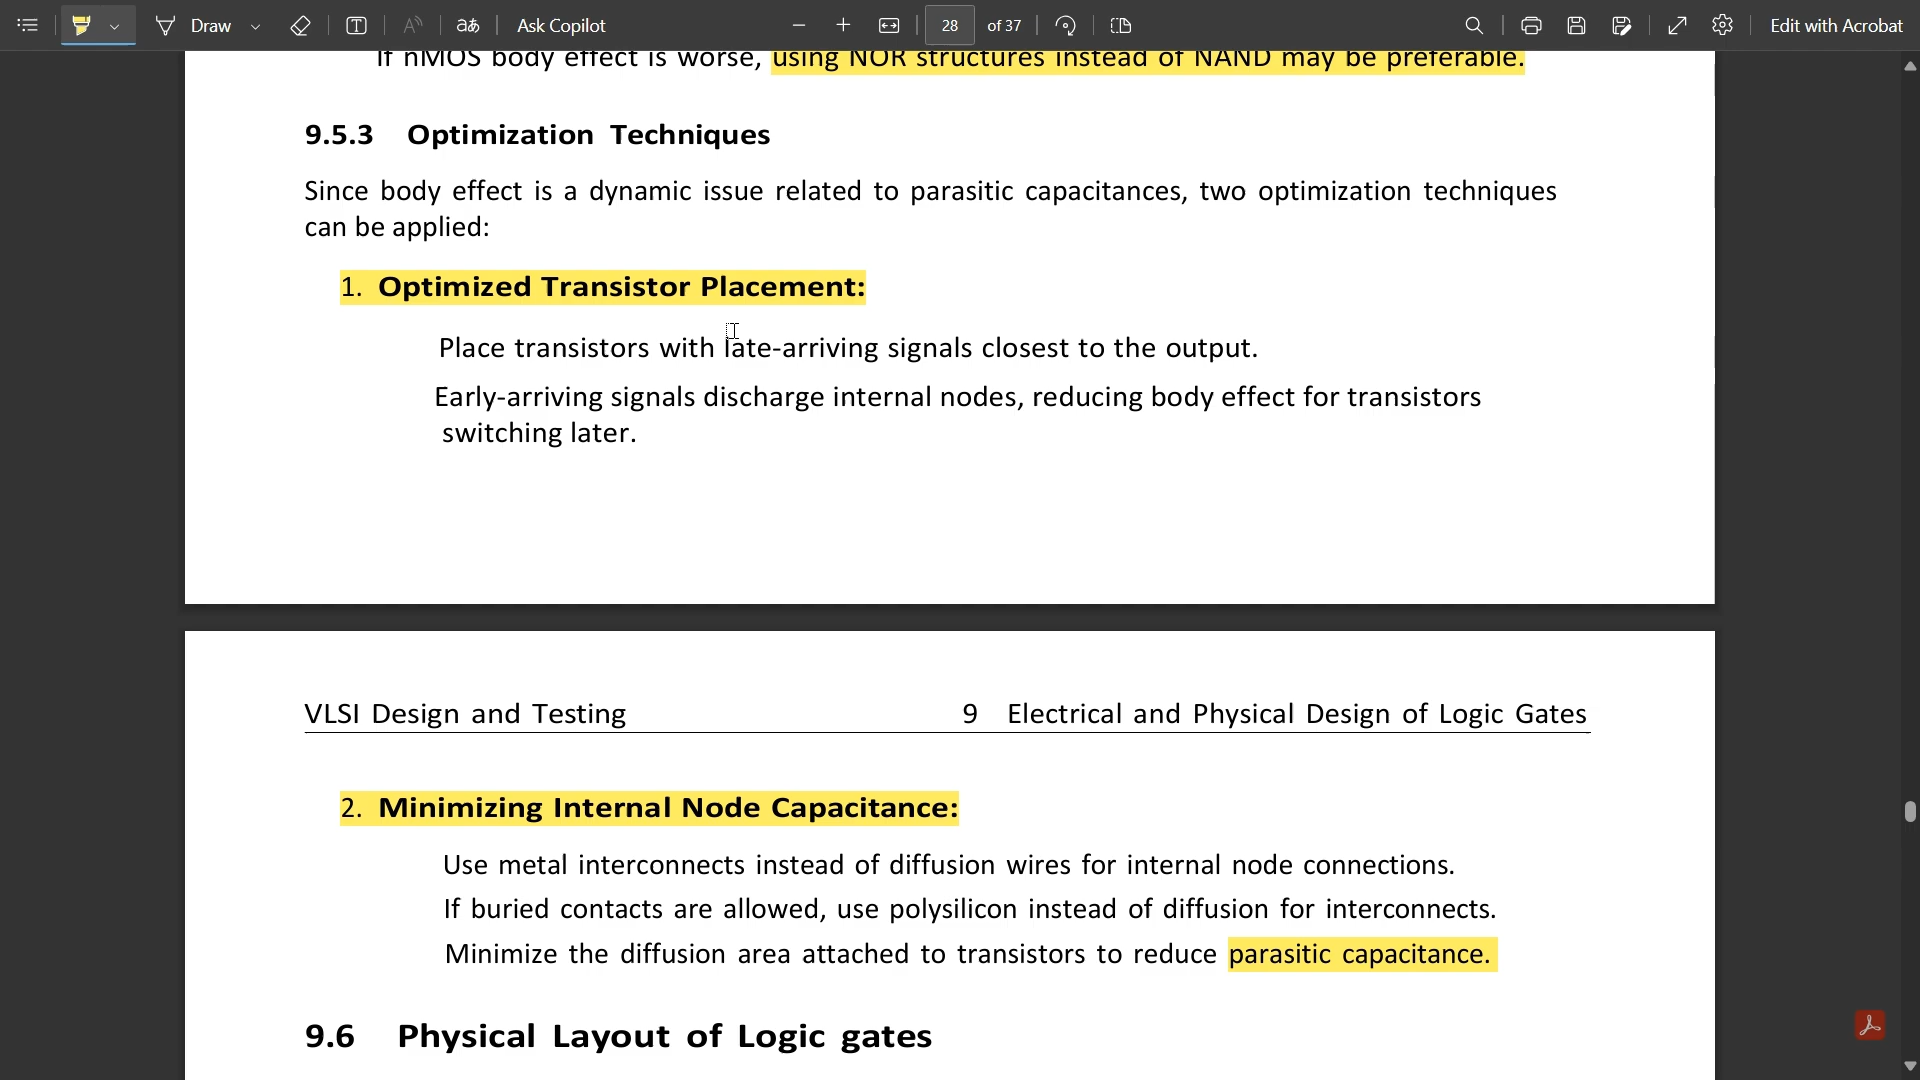 Draw
aあ
Ask Copilot
28 of 37
Edit with Acrobat
If nMOS body effect is worse, using NOR structures instead of NAND may be preferable.
9.5.3 Optimization Techniques
Since body effect is a dynamic issue related to parasitic capacitances, two optimization techniques
can be applied:
1. Optimized Transistor Placement:
Place transistors with late-arriving signals closest to the output.
Early-arriving signals discharge internal nodes, reducing body effect for transistors
switching later.
VLSI Design and Testing 9 Electrical and Physical Design of Logic Gates
2. Minimizing Internal Node Capacitance:
Use metal interconnects instead of diffusion wires for internal node connections.
If buried contacts are allowed, use polysilicon instead of diffusion for interconnects.
Minimize the diffusion area attached to transistors to reduce parasitic capacitance.
9.6 Physical Layout of Logic gates